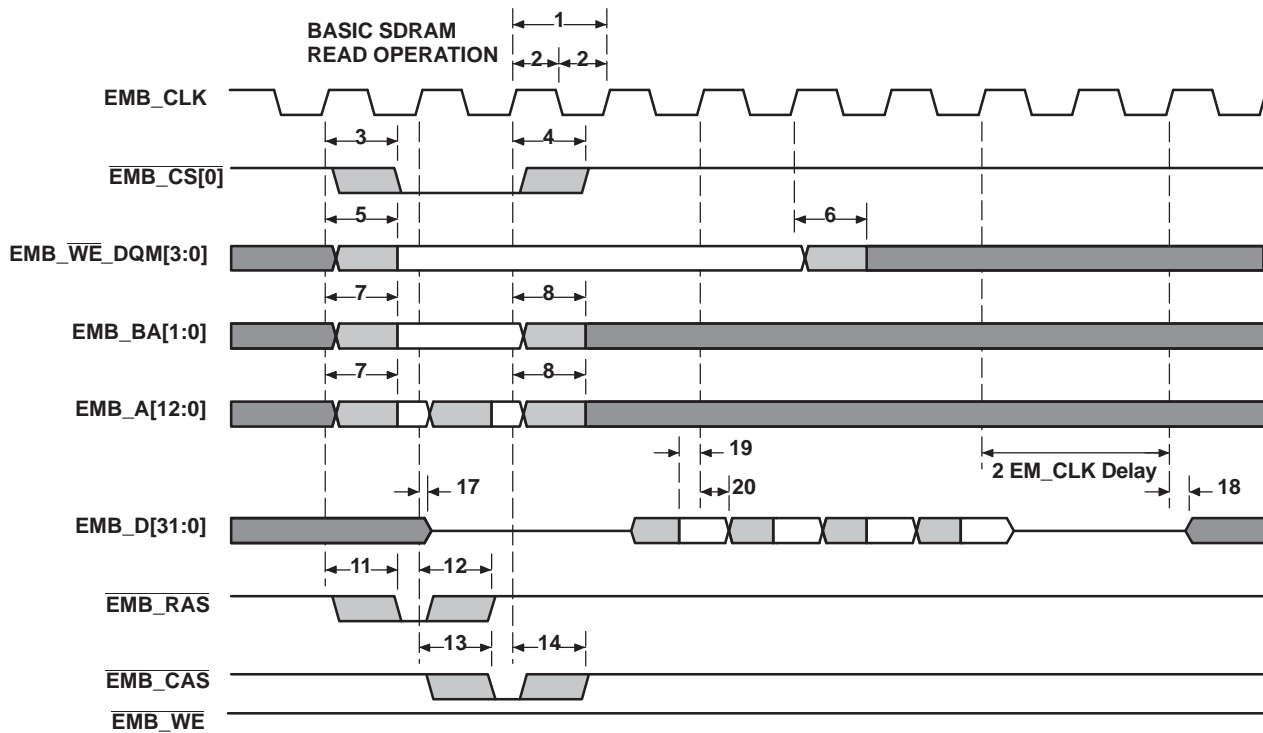 BASIC SDRAM
READ OPERATION
1
2 2
EMB_CLK
3 4
EMB_CS[0]
5 6
EMB_WE_DQM[3:0]
7 8
EMB_BA[1:0]
7 8
EMB_A[12:0]
19
2 EM_CLK Delay
17 20 18
EMB_D[31:0]
11 12
EMB_RAS
13 14
EMB_CAS
EMB_WE